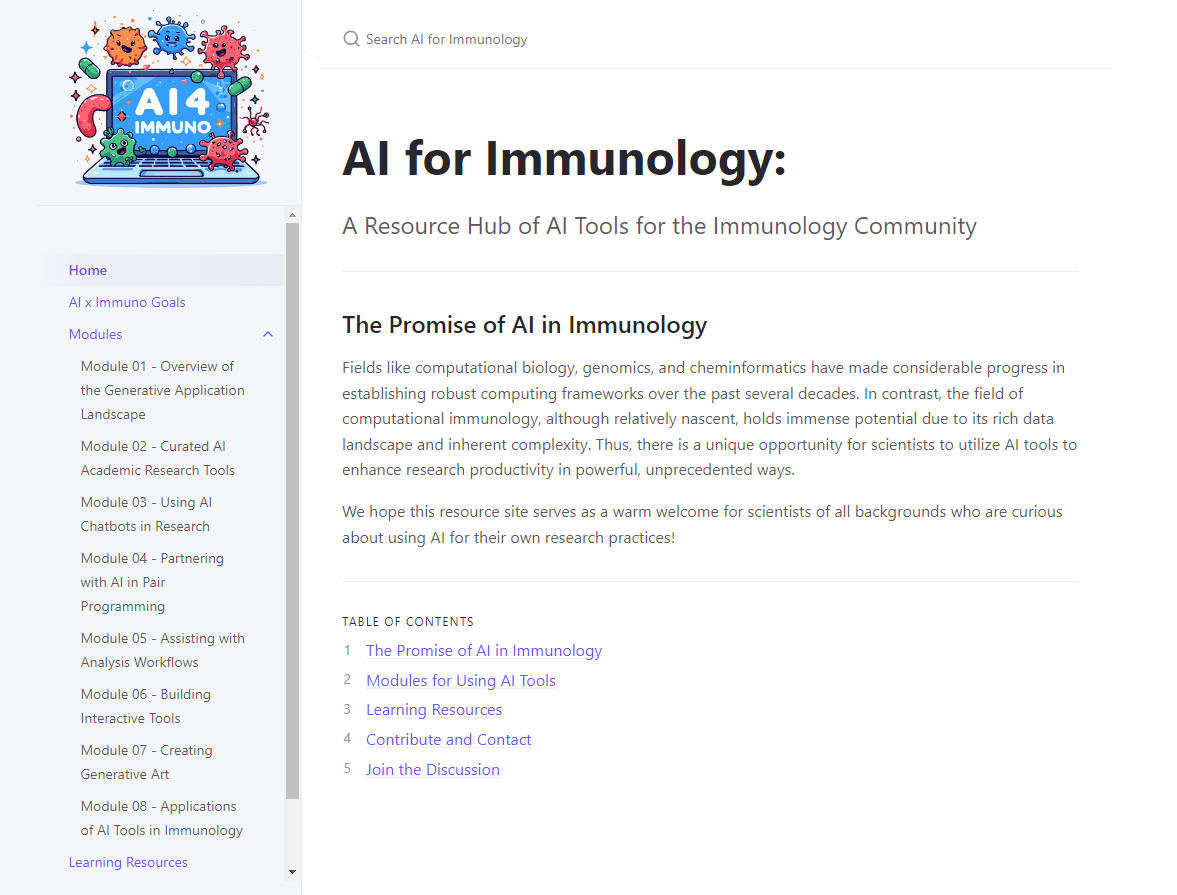 AI4
IMMUNO
Home
AI x Immuno Goals
Modules
Module 01 - Overview of
the Generative Application
Landscape
Module 02 - Curated AI
Academic Research Tools
Module 03 - Using AI
Chatbots in Research
Module 04 - Partnering
with AI in Pair
Programming
Module 05 - Assisting with
Analysis Workflows
Module 06 - Building
Interactive Tools
Module 07 - Creating
Generative Art
Module 08 - Applications
of AI Tools in Immunology
Learning Resources
Search AI for Immunology
AI for Immunology:
A Resource Hub of AI Tools for the Immunology Community
The Promise of AI in Immunology
Fields like computational biology, genomics, and cheminformatics have made considerable progress in
establishing robust computing frameworks over the past several decades. In contrast, the field of
computational immunology, although relatively nascent, holds immense potential due to its rich data
landscape and inherent complexity. Thus, there is a unique opportunity for scientists to utilize AI tools to
enhance research productivity in powerful, unprecedented ways.
We hope this resource site serves as a warm welcome for scientists of all backgrounds who are curious
about using AI for their own research practices!
TABLE OF CONTENTS
1 The Promise of AI in Immunology
2 Modules for Using AI Tools
3 Learning Resources
4 Contribute and Contact
5 Join the Discussion